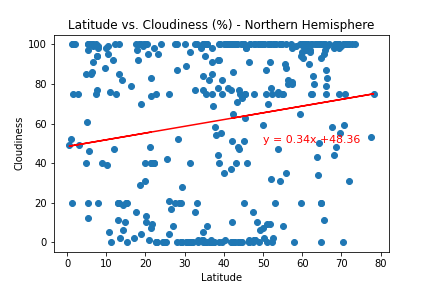 Latitude vs. Cloudiness (%) - Northern Hemisphere
100
80
60
40
20
0
Cloudiness
y = 0.34x +48.36
0 10 20 30 40 50 60 70 80
Latitude